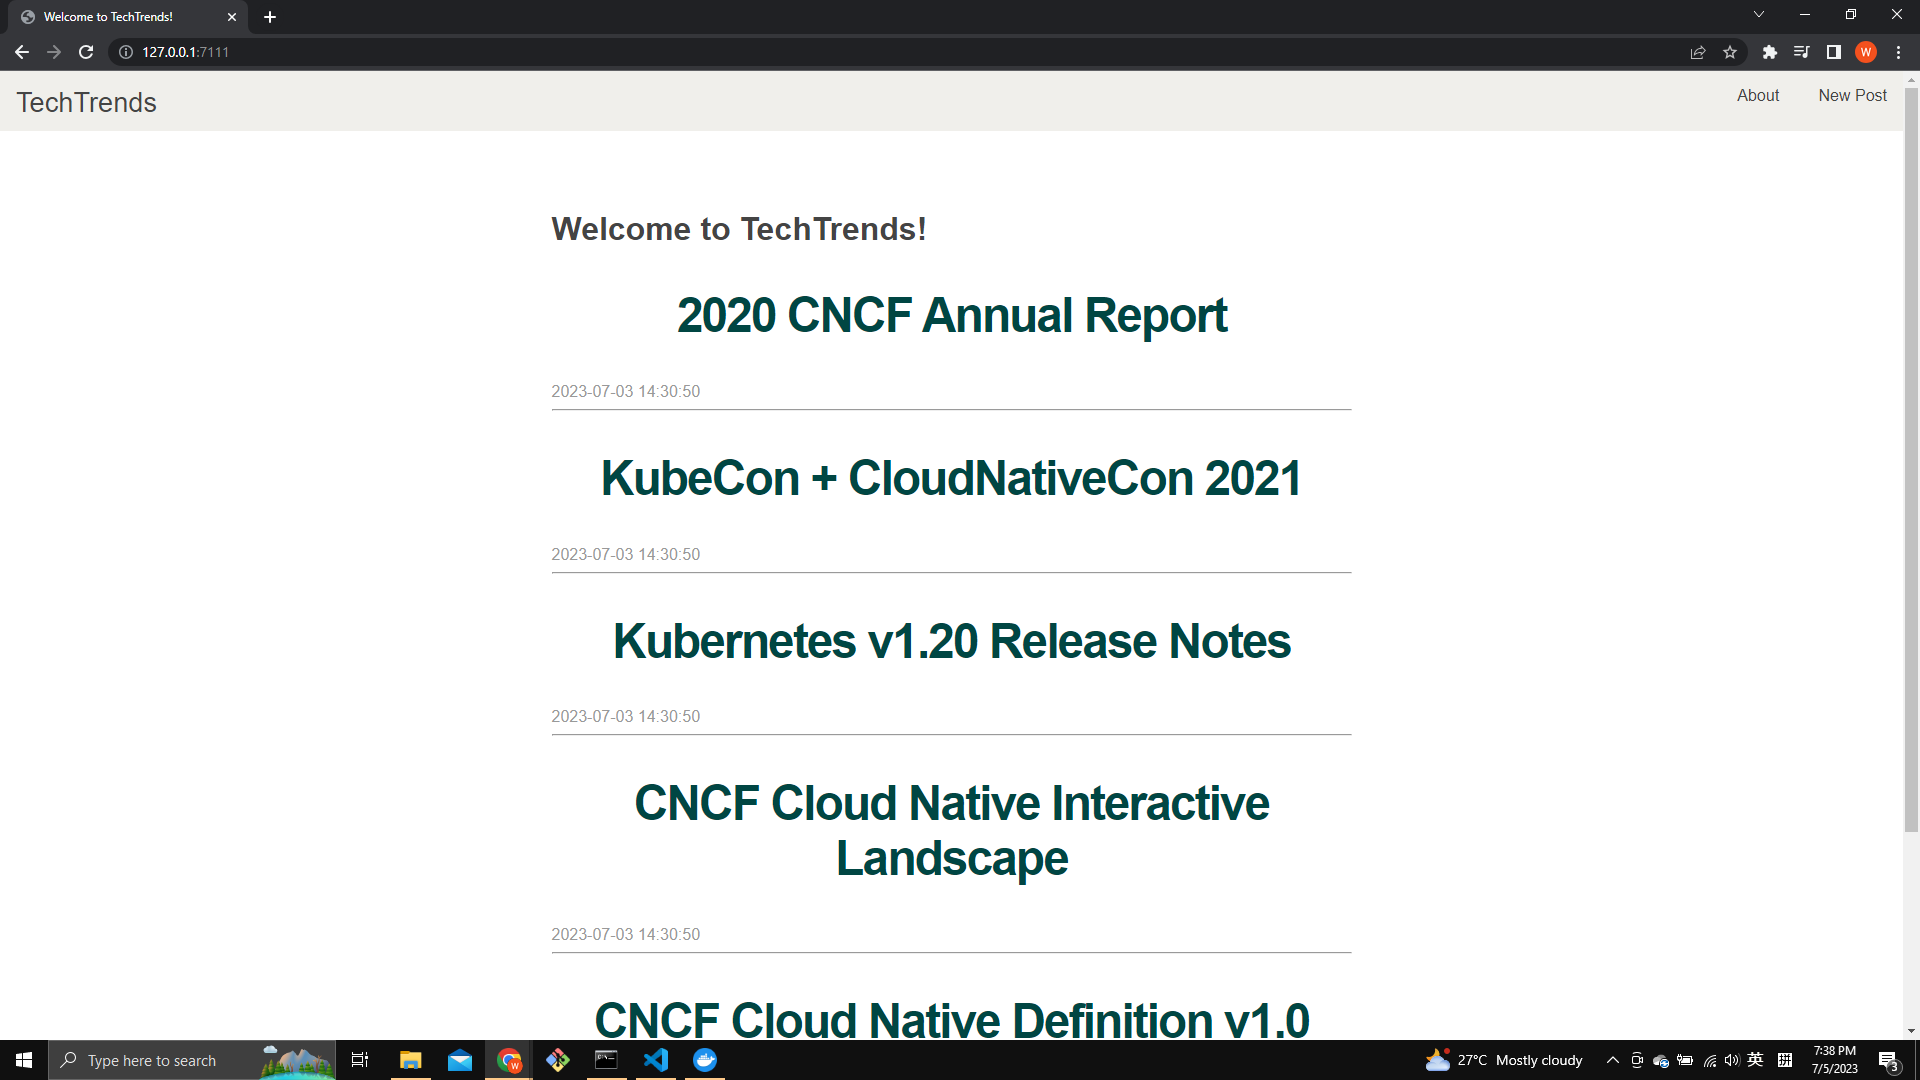 Welcome to TechTrends!
127.0.0.1:7111
W
TechTrends
About
New Post
Welcome to TechTrends!
2020 CNCF Annual Report
2023-07-03 14:30:50
KubeCon + CloudNativeCon 2021
2023-07-03 14:30:50
Kubernetes v1.20 Release Notes
2023-07-03 14:30:50
CNCF Cloud Native Interactive
Landscape
2023-07-03 14:30:50
CNCF Cloud Native Definition v1.0
Type here to search
W
27°C Mostly cloudy
英
拼
7:38 PM
7/5/2023
3